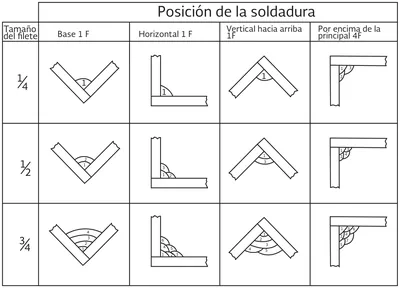 Posición de la soldadura
Tamaño
del filete
Base 1 F
Horizontal 1 F
Vertical hacia arriba
1F
Por encima de la
principal 4F
1/4
1
1
1
1/2
3/4